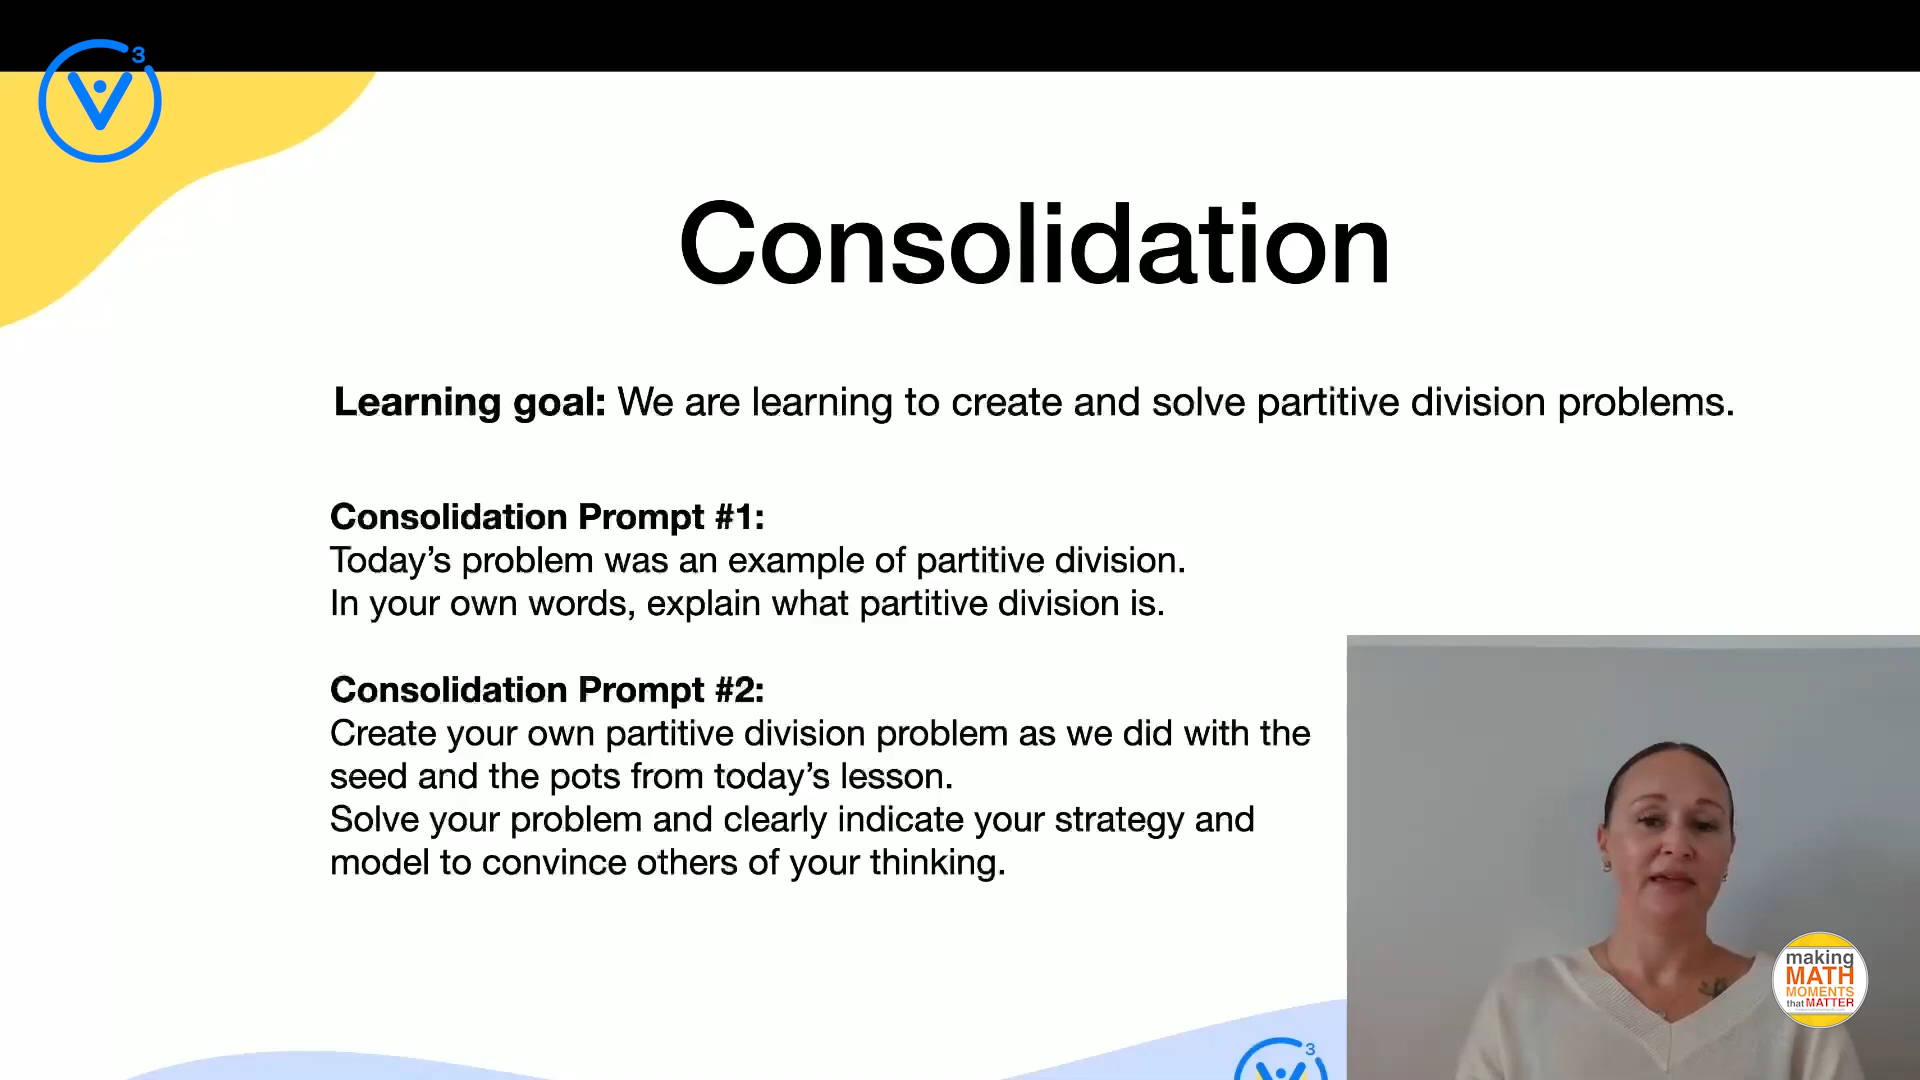 3
Consolidation
Learning goal: We are learning to create and solve partitive division problems.
Consolidation Prompt #1:
Today’s problem was an example of partitive division.
In your own words, explain what partitive division is.
Consolidation Prompt #2:
Create your own partitive division problem as we did with the
seed and the pots from today’s lesson.
Solve your problem and clearly indicate your strategy and
model to convince others of your thinking.
making
MATH
MOMENTS
that MATTER
3